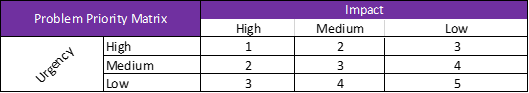 Problem Priority Matrix Impact
High Medium Low
Urgency High 1 2 3
Medium 2 3 4
Low 3 4 5